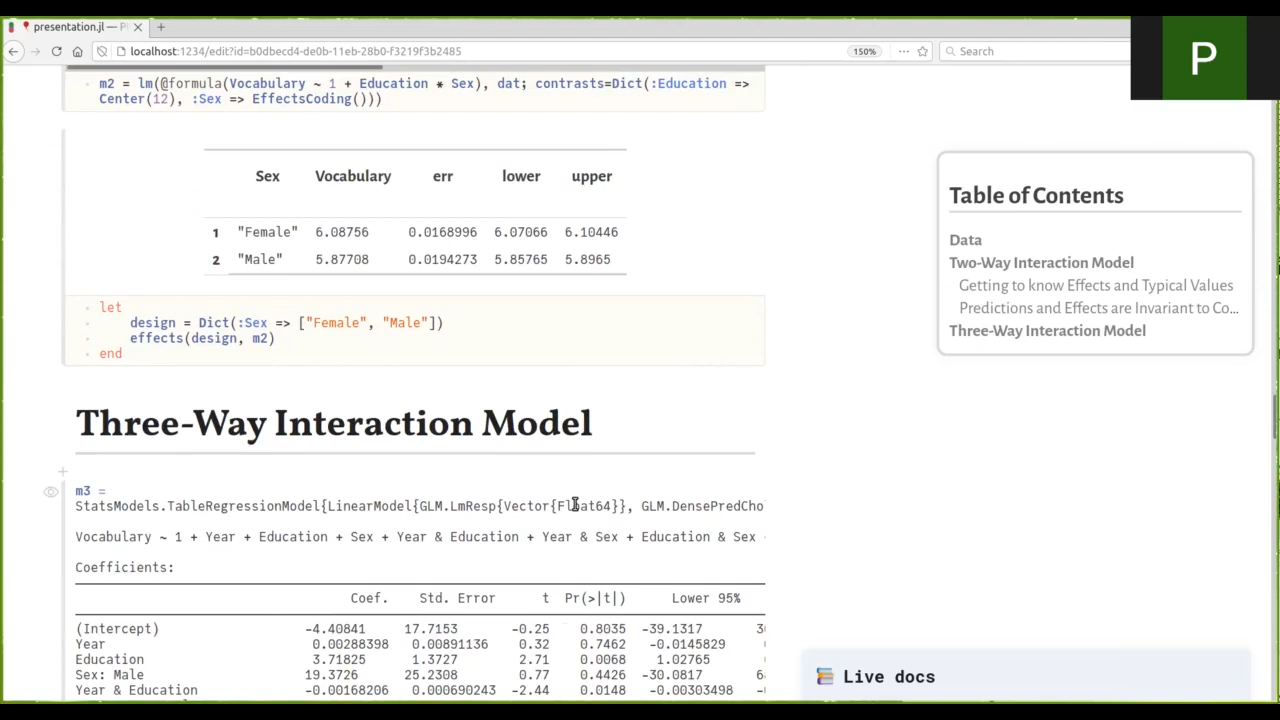 presentation.jl — Pl
localhost:1234/edit?id=b0dbecd4-de0b-11eb-28b0-f3219f3b2485
150%
Search
P
m2 = lm(@formula(Vocabulary ~ 1 + Education * Sex), dat; contrasts=Dict(:Education =>
Center(12), :Sex => EffectsCoding()))
Sex Vocabulary err lower upper
1 "Female" 6.08756 0.0168996 6.07066 6.10446
2 "Male" 5.87708 0.0194273 5.85765 5.8965
let
design = Dict(:Sex => ["Female", "Male"])
effects(design, m2)
end
Three-Way Interaction Model
m3 =
StatsModels.TableRegressionModel{LinearModel{GLM.LmResp{Vector{Float64}}, GLM.DensePredCho
Vocabulary ~ 1 + Year + Education + Sex + Year & Education + Year & Sex + Education & Sex
Coefficients:
Coef. Std. Error t Pr(>|t|) Lower 95%
(Intercept) -4.40841 17.7153 -0.25 0.8035 -39.1317
Year 0.00288398 0.00891136 0.32 0.7462 -0.0145829
Education 3.71825 1.3727 2.71 0.0068 1.02765
Sex: Male 19.3726 25.2308 0.77 0.4426 -30.0817
Year & Education -0.00168206 0.000690243 -2.44 0.0148 -0.00303498
Table of Contents
Data
Two-Way Interaction Model
Getting to know Effects and Typical Values
Predictions and Effects are Invariant to Co...
Three-Way Interaction Model
Live docs